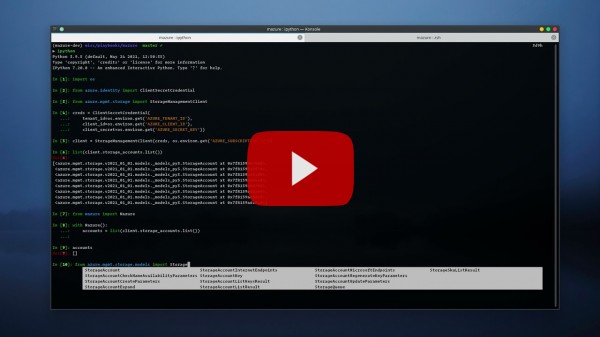 mazure : ipython — Konsole
mazure : ipython
mazure : zsh
(mazure-dev) misc/playbooks/mazure master
ipython
Python 3.9.5 (default, May 24 2021, 12:50:35)
Type 'copyright', 'credits' or 'license' for more information
IPython 7.20.0 -- An enhanced Interactive Python. Type '?' for help.
In [1]: import os
In [2]: from azure.identity import ClientSecretCredential
In [3]: from azure.mgmt.storage import StorageManagementClient
In [4]: creds = ClientSecretCredential(
...: tenant_id=os.environ.get('AZURE_TENANT_ID'),
...: client_id=os.environ.get('AZURE_CLIENT_ID'),
...: client_secret=os.environ.get('AZURE_SECRET_KEY'))
In [5]: client = StorageManagementClient(creds, os.environ.get('AZURE_SUBSCRIPT
In [6]: list(client.storage_accounts.list())
In [7]: from mazure import Mazure
In [8]: with Mazure():
...: accounts = list(client.storage_accounts.list())
...:
In [9]: accounts
Out[9]: []
In [10]: from azure.mgmt.storage.models import Storage
StorageAccount StorageAccountInternetEndpoints StorageAccountMicrosoftEndpoints StorageSkuListResult
StorageAccountCheckNameAvailabilityParameters StorageAccountKey StorageAccountRegenerateKeyParameters
StorageAccountCreateParameters StorageAccountListKeysResult StorageAccountUpdateParameters
StorageAccountExpand StorageAccountListResult StorageQueue